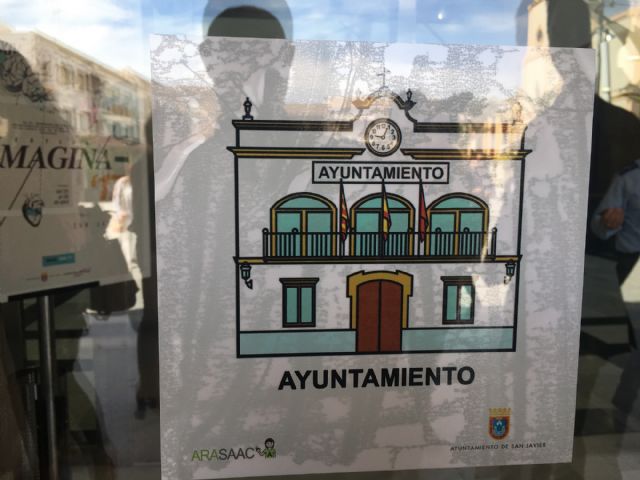 MAGINA
AYUNTAMIENTO
AYUNTAMIENTO
ARASAAC
AYUNTAMIENTO DE SAN JAVIER